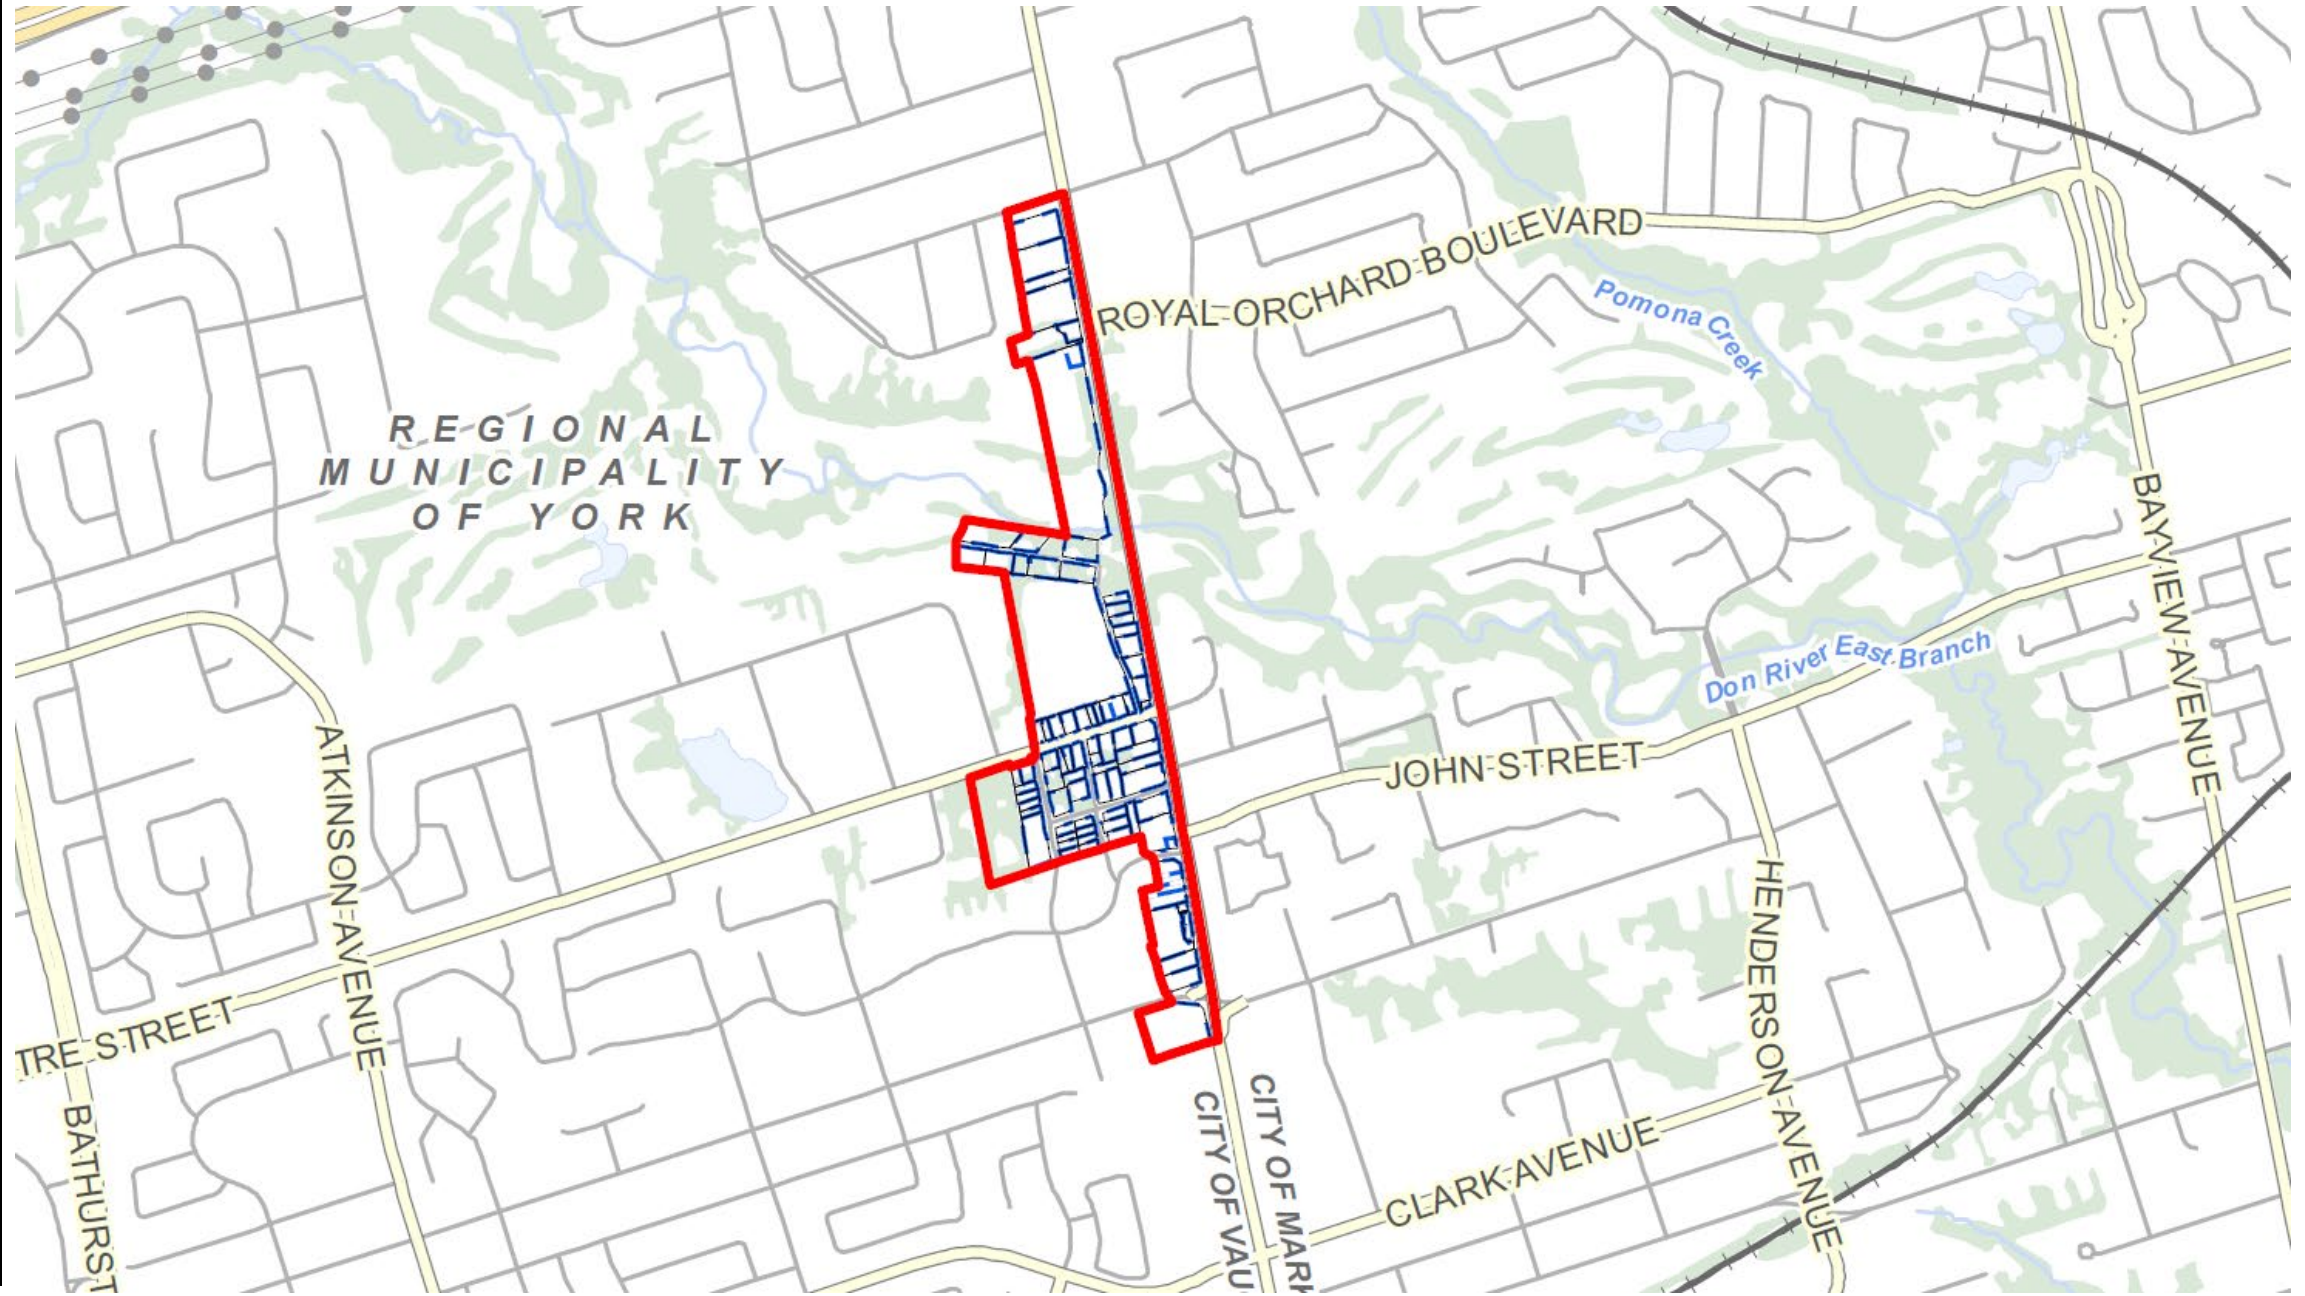 ROYAL ORCHARD BOULEVARD
Pomona Creek
REGIONAL
MUNICIPALITY
OF YORK
BAYVIEW AVENUE
Don River East Branch
JOHN STREET
ATKINSON AVENUE
HENDERSON AVENUE
TRE STREET
BATHURST
CITY OF VAU
CITY OF MARK
CLARK AVENUE